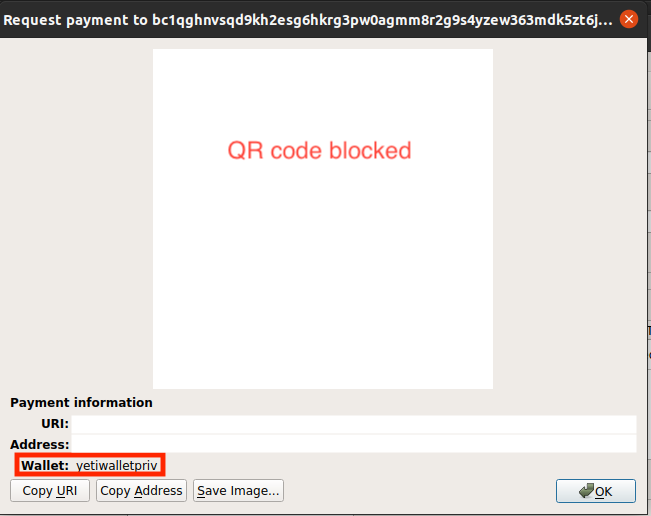 Request payment to bc1qghnvsqd9kh2esg6hkrg3pw0agmm8r2g9s4yzew363mdk5zt6j...
QR code blocked
Payment information
URI:
Address:
Wallet: yetiwalletpriv
Copy URI Copy Address Save Image... OK